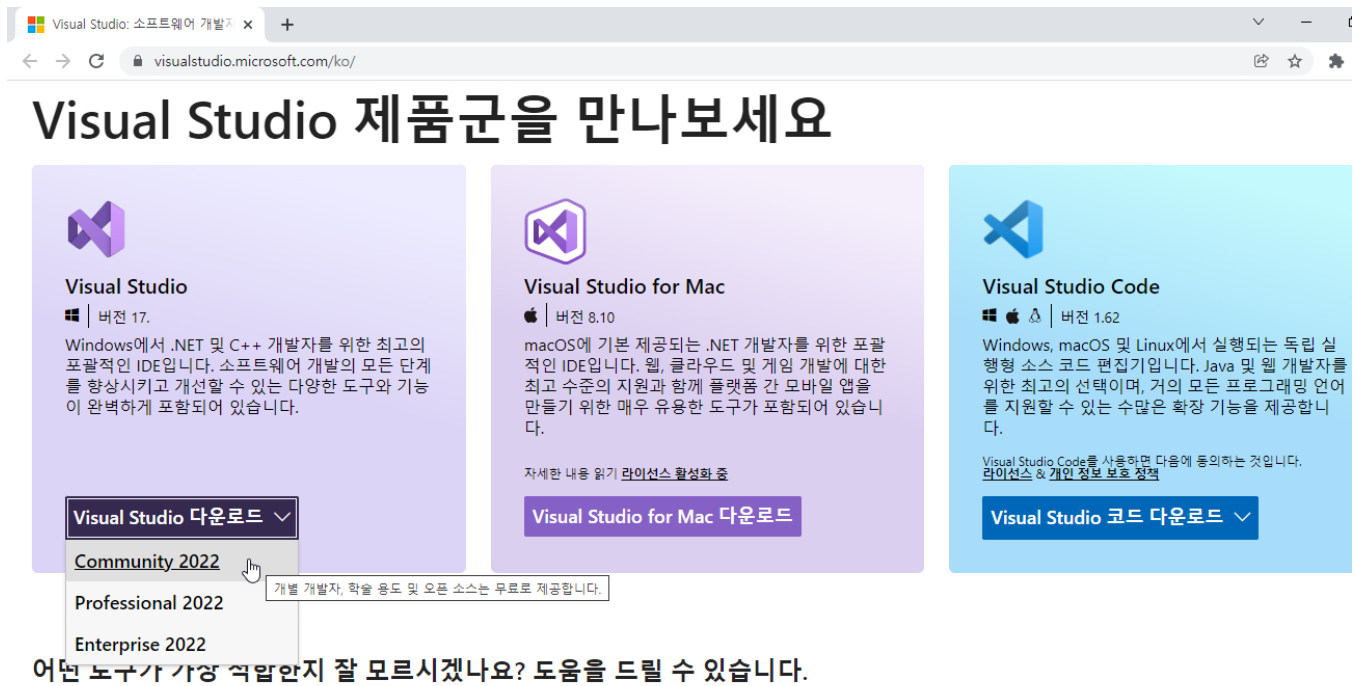 Visual Studio: 소프트웨어 개발자
visualstudio.microsoft.com/ko/
Visual Studio 제품군을 만나보세요
Visual Studio
버전 17.
Windows에서 .NET 및 C++ 개발자를 위한 최고의
포괄적인 IDE입니다. 소프트웨어 개발의 모든 단계
를 향상시키고 개선할 수 있는 다양한 도구와 기능
이 완벽하게 포함되어 있습니다.
Visual Studio 다운로드
Community 2022
개별 개발자, 학술 용도 및 오픈 소스는 무료로 제공합니다.
Professional 2022
Enterprise 2022
Visual Studio for Mac
버전 8.10
macOS에 기본 제공되는 .NET 개발자를 위한 포괄
적인 IDE입니다. 웹, 클라우드 및 게임 개발에 대한
최고 수준의 지원과 함께 플랫폼 간 모바일 앱을
만들기 위한 매우 유용한 도구가 포함되어 있습니
다.
자세한 내용 읽기 라이선스 활성화 중
Visual Studio for Mac 다운로드
Visual Studio Code
버전 1.62
Windows, macOS 및 Linux에서 실행되는 독립 실
행형 소스 코드 편집기입니다. Java 및 웹 개발자를
위한 최고의 선택이며, 거의 모든 프로그래밍 언어
를 지원할 수 있는 수많은 확장 기능을 제공합니
다.
Visual Studio Code를 사용하면 다음에 동의하는 것입니다.
라이선스 & 개인 정보 보호 정책
Visual Studio 코드 다운로드
어떤 도구가 가장 적합한지 잘 모르시겠나요? 도움을 드릴 수 있습니다.